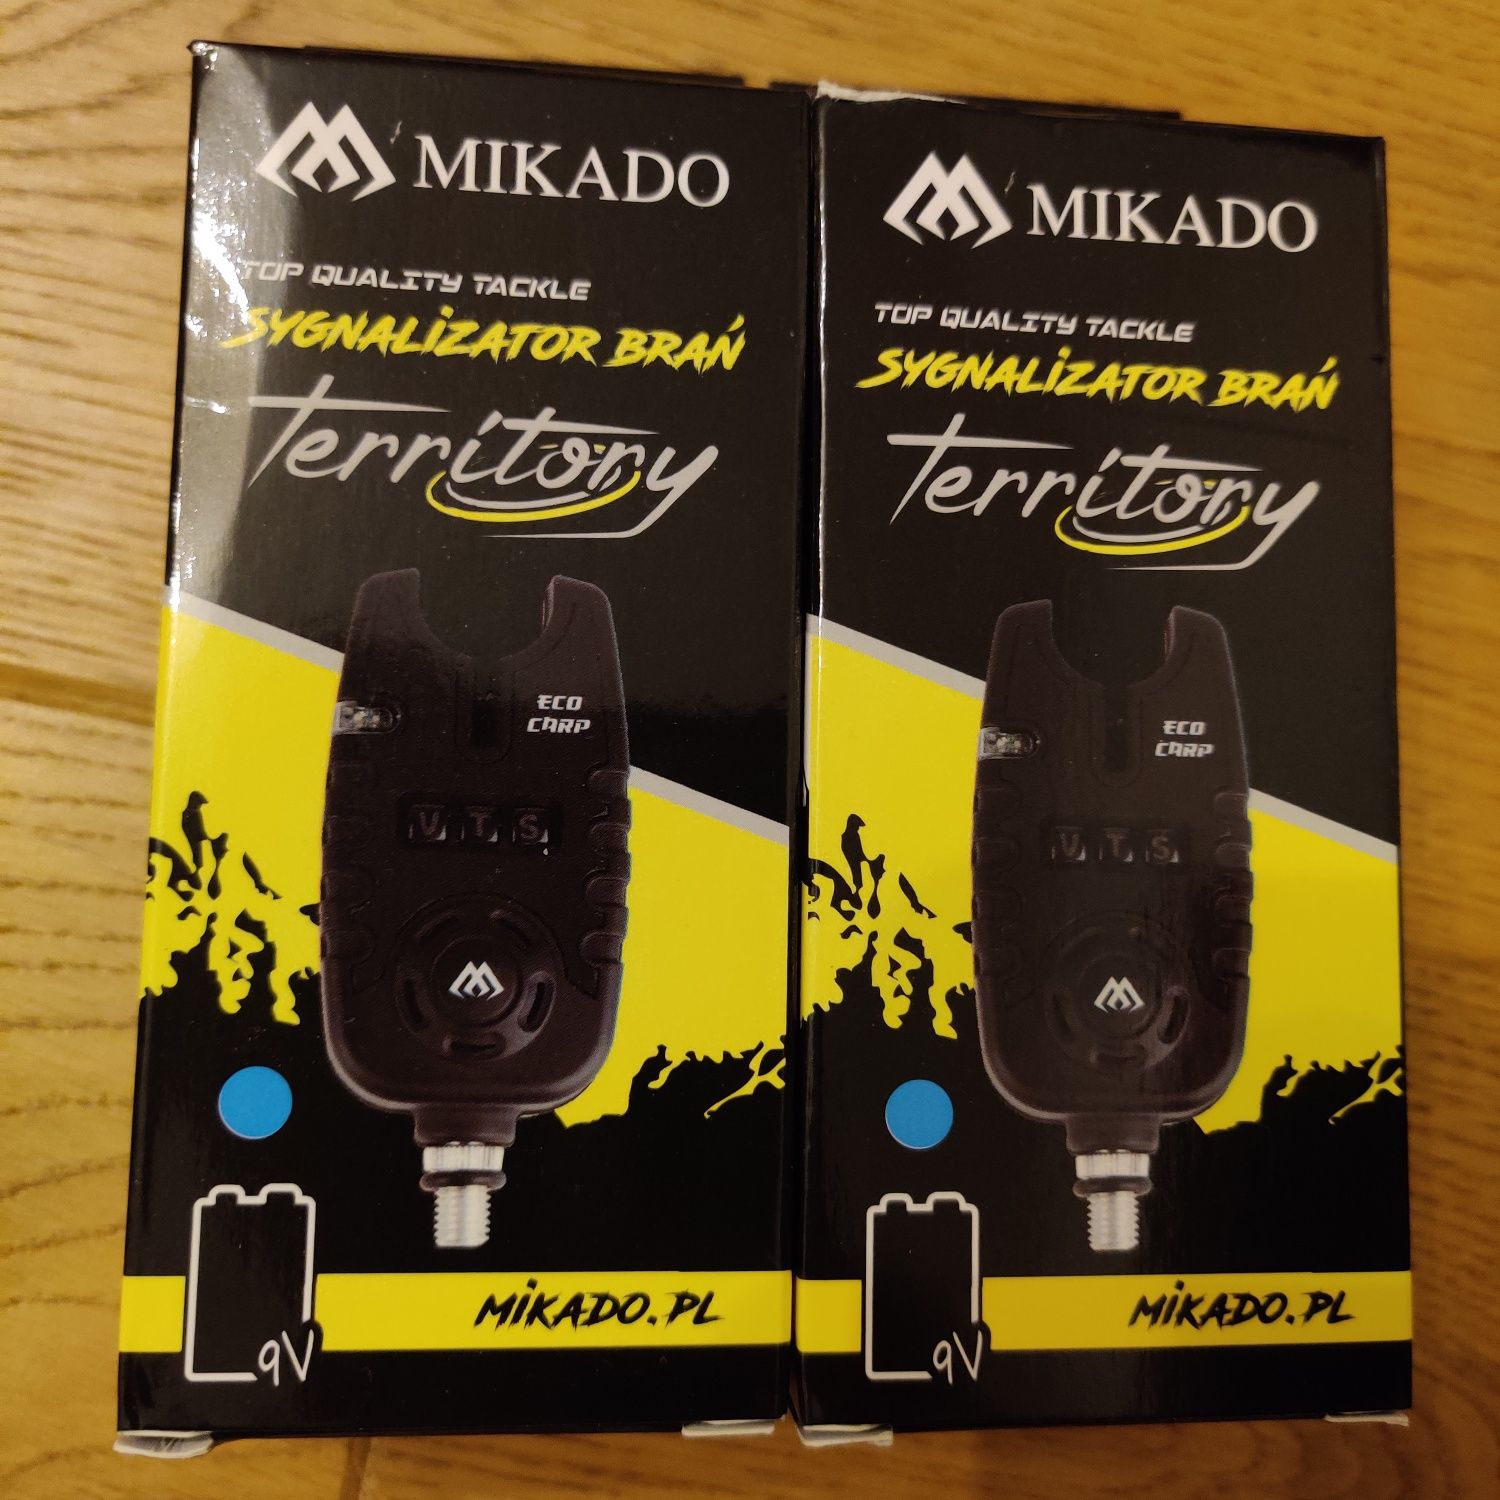 MIKADO
TOP QUALITY TACKLE
SYGNALIZATOR BRAŃ
Territory
ECO
CARP
V T S
9V
MIKADO.PL
MIKADO
TOP QUALITY TACKLE
SYGNALIZATOR BRAŃ
Territory
ECO
CARP
V T S
9V
MIKADO.PL